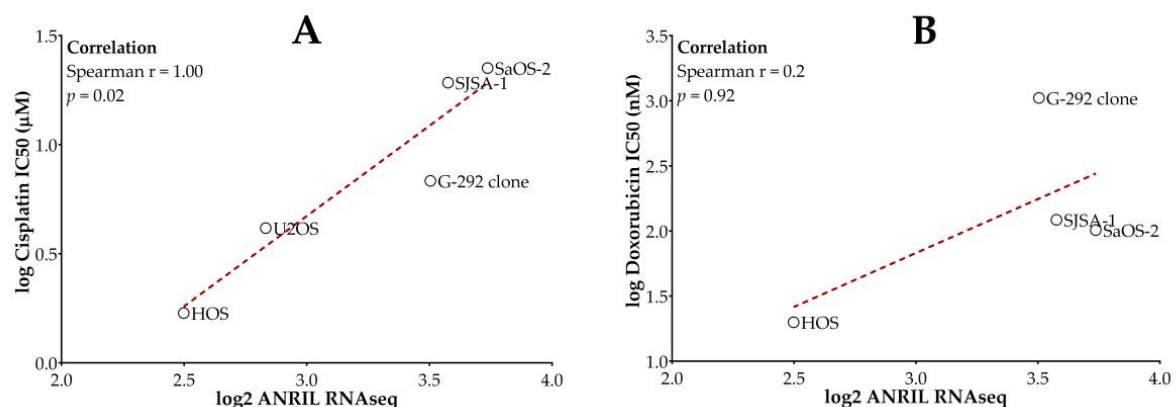 A
Correlation
Spearman r = 1.00
p = 0.02
1.5
1.0
0.5
0.0
log Cisplatin IC50 (µM)
SaOS-2
SJSA-1
G-292 clone
U2OS
HOS
2.0 2.5 3.0 3.5 4.0
log2 ANRIL RNAseq
B
Correlation
Spearman r = 0.2
p = 0.92
3.5
3.0
2.5
2.0
1.5
1.0
log Doxorubicin IC50 (nM)
G-292 clone
SJSA-1
SaOS-2
HOS
2.0 2.5 3.0 3.5 4.0
log2 ANRIL RNAseq